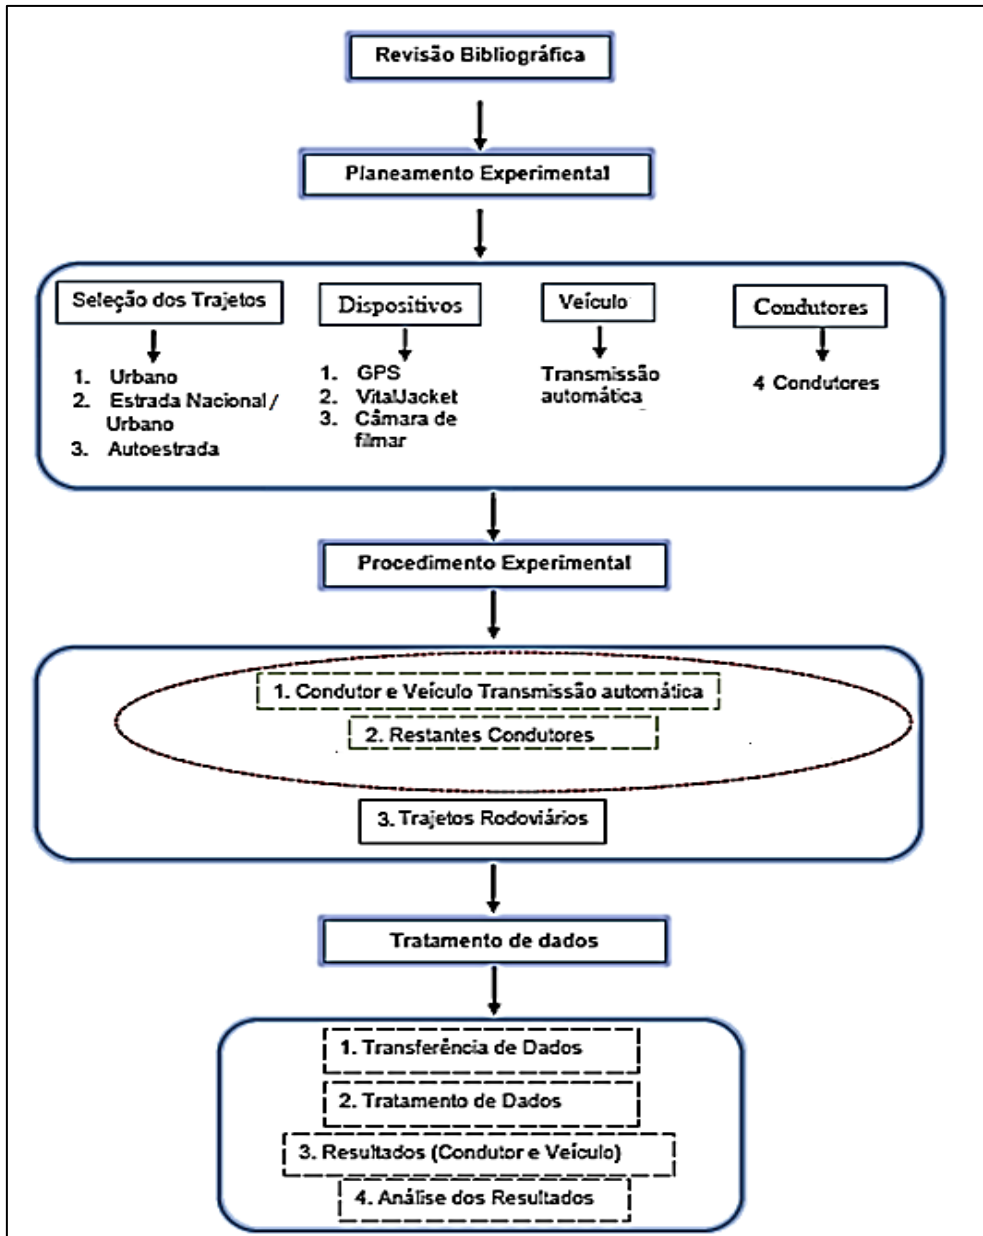 Revisão Bibliográfica
Planeamento Experimental
Seleção dos Trajetos
1. Urbano
2. Estrada Nacional/
Urbano
3. Autoestrada
Dispositivos
1. GPS
2. VitalJacket
3. Câmara de
filmar
Veículo
Transmissão
automática
Condutores
4 Condutores
Procedimento Experimental
1. Condutor e Veículo Transmissão automática
2. Restantes Condutores
3. Trajetos Rodoviários
Tratamento de dados
1. Transferência de Dados
2. Tratamento de Dados
3. Resultados (Condutor e Veículo)
4. Análise dos Resultados